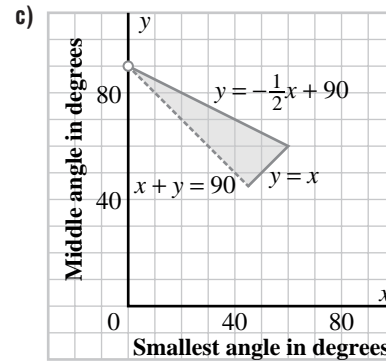 c)
y
Middle angle in degrees
80
y = -1/2x + 90
x + y = 90
y = x
40
x
0
40
80
Smallest angle in degrees